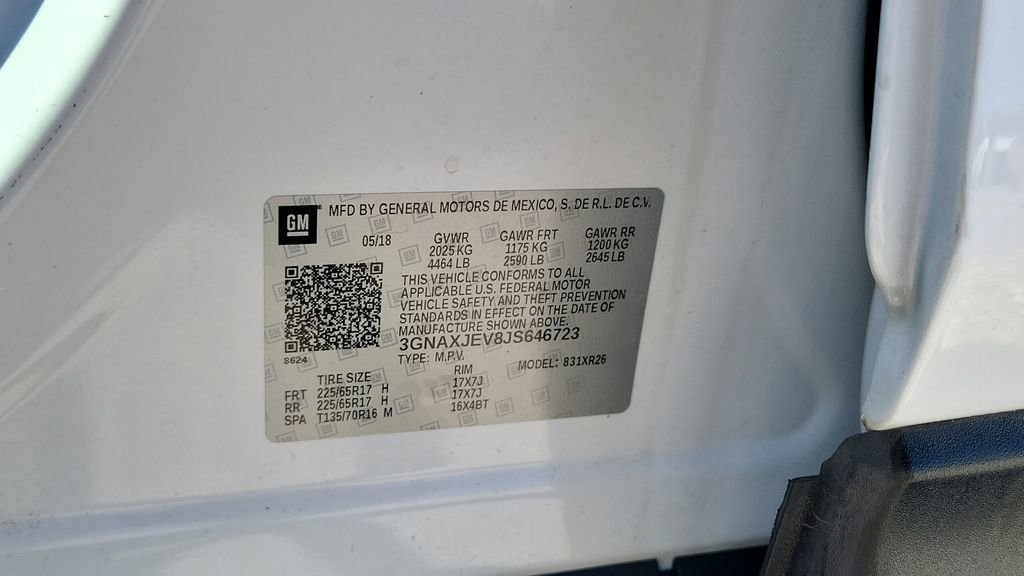 GM MFD BY GENERAL MOTORS DE MEXICO, S. DE R.L. DE C.V.
05/18 GVWR GAWR FRT GAWR RR
2025 KG 1175 KG 1200 KG
4464 LB 2590 LB 2645 LB
THIS VEHICLE CONFORMS TO ALL
APPLICABLE U.S. FEDERAL MOTOR
VEHICLE SAFETY AND THEFT PREVENTION
STANDARDS IN EFFECT ON THE DATE OF
MANUFACTURE SHOWN ABOVE.
3GNAXJEV8JS646723
8624
TYPE: M.P.V. MODEL: 831XR26
TIRE SIZE RIM
FRT 225/65R17 H 17X7J
RR 225/65R17 H 17X7J
SPA T135/70R16 M 16X4BT